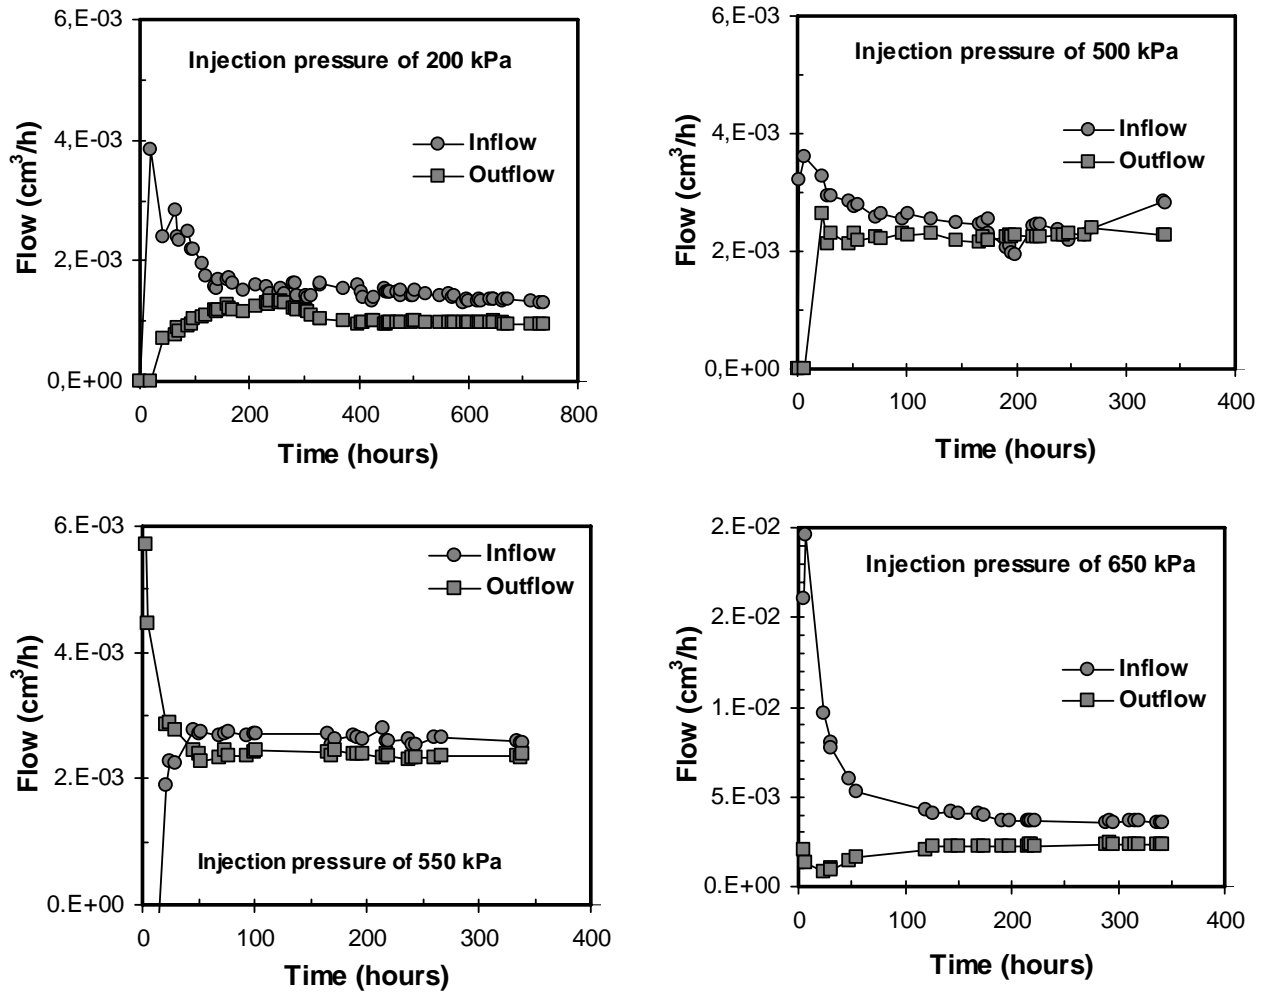 6,E-03
4,E-03
2,E-03
0,E+00
Flow (cm³/h)
Injection pressure of 200 kPa
Inflow
Outflow
0 200 400 600 800
Time (hours)
6,E-03
4,E-03
2,E-03
0,E+00
Flow (cm³/h)
Injection pressure of 500 kPa
Inflow
Outflow
0 100 200 300 400
Time (hours)
6.E-03
4.E-03
2.E-03
0.E+00
Flow (cm³/h)
Inflow
Outflow
Injection pressure of 550 kPa
0 100 200 300 400
Time (hours)
2.E-02
2.E-02
1.E-02
5.E-03
0.E+00
Flow (cm³/h)
Injection pressure of 650 kPa
Inflow
Outflow
0 100 200 300 400
Time (hours)